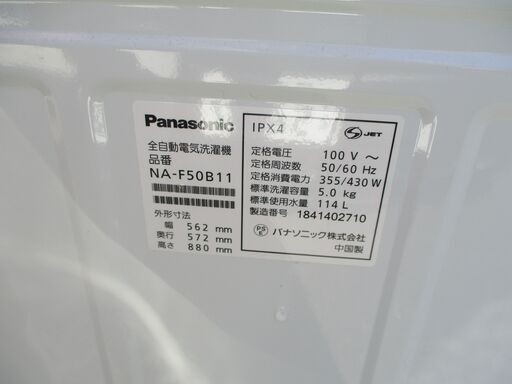 Panasonic
全自動電気洗濯機
品番
NA-F50B11
外形寸法
幅 562 mm
奥行 572 mm
高さ 880 mm
IPX4
S JET
定格電圧 100 V ～
定格周波数 50/60 Hz
定格消費電力 355/430 W
標準洗濯容量 5.0 kg
標準使用水量 114 L
製造番号 1841402710
PS E パナソニック株式会社
中国製